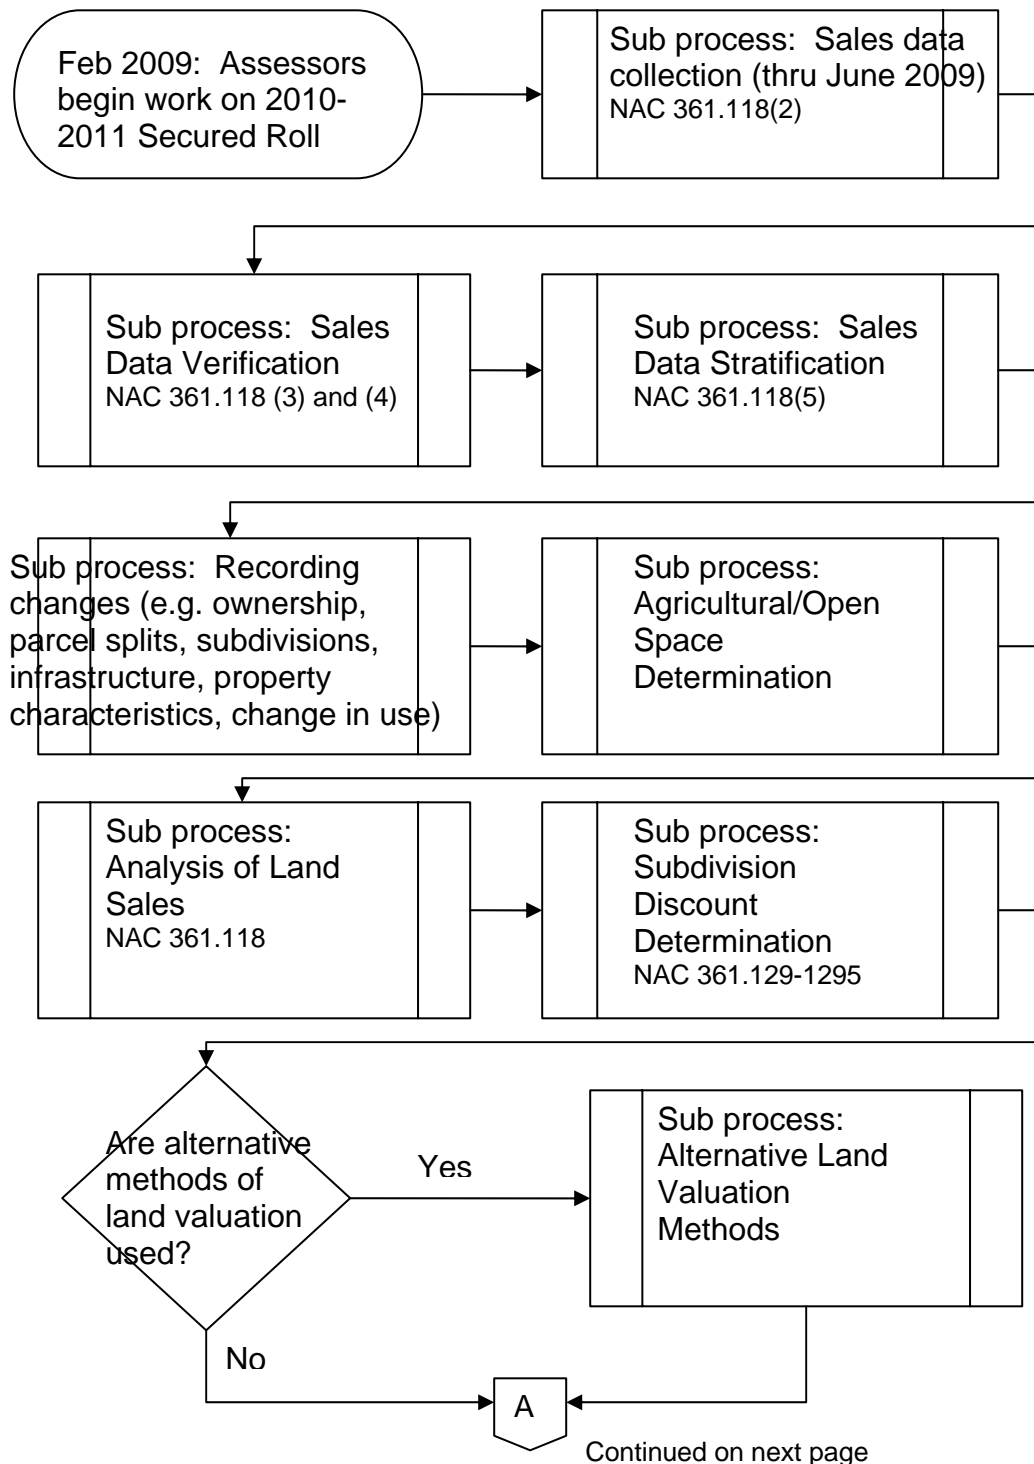 Feb 2009:  Assessors
begin work on 2010-
2011 Secured Roll
Sub process:  Sales data
collection (thru June 2009)
NAC 361.118(2)
Sub process:  Sales
Data Verification
NAC 361.118 (3) and (4)
Sub process:  Sales
Data Stratification
NAC 361.118(5)
Sub process:  Recording
changes (e.g. ownership,
parcel splits, subdivisions,
infrastructure, property
characteristics, change in use)
Sub process:
Agricultural/Open
Space
Determination
Sub process:
Analysis of Land
Sales
NAC 361.118
Sub process:
Subdivision
Discount
Determination
NAC 361.129-1295
Are alternative
methods of
land valuation
used?
Yes
Sub process:
Alternative Land
Valuation
Methods
No
A
Continued on next page